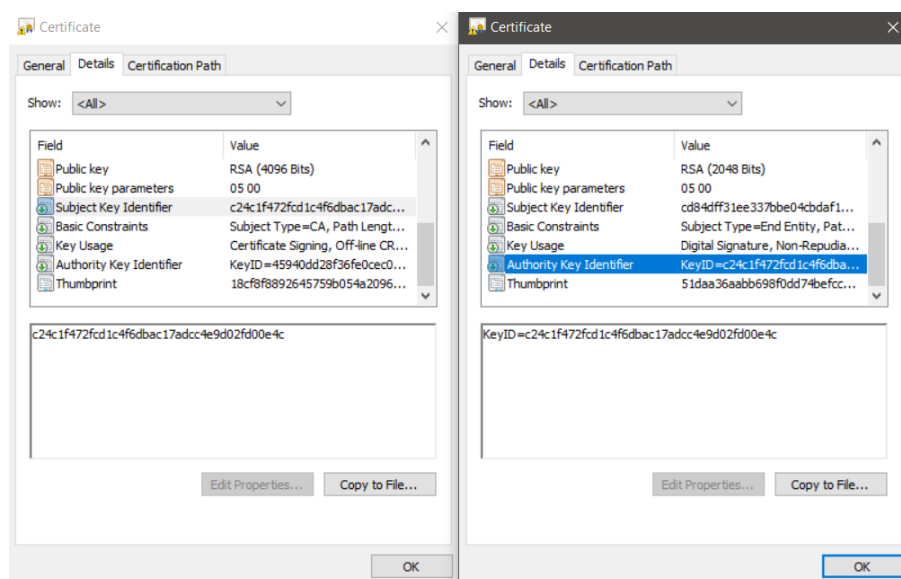 Certificate
General Details Certification Path
Show: <All>
Field Value
Public key RSA (4096 Bits)
Public key parameters 05 00
Subject Key Identifier c24c1f472fcd1c4f6dbac17adc...
Basic Constraints Subject Type=CA, Path Lengt...
Key Usage Certificate Signing, Off-line CR...
Authority Key Identifier KeyID=45940dd28f36fe0cec0...
Thumbprint 18cf8f8892645759b054a2096...
c24c1f472fcd1c4f6dbac17adcc4e9d02fd00e4c
Edit Properties... Copy to File...
OK
Certificate
General Details Certification Path
Show: <All>
Field Value
Public key RSA (2048 Bits)
Public key parameters 05 00
Subject Key Identifier cd84dff31ee337bbe04cbdaf1...
Basic Constraints Subject Type=End Entity, Pat...
Key Usage Digital Signature, Non-Repudia...
Authority Key Identifier KeyID=c24c1f472fcd1c4f6dba...
Thumbprint 51daa36aabb698f0dd74befcc...
KeyID=c24c1f472fcd1c4f6dbac17adcc4e9d02fd00e4c
Edit Properties... Copy to File...
OK